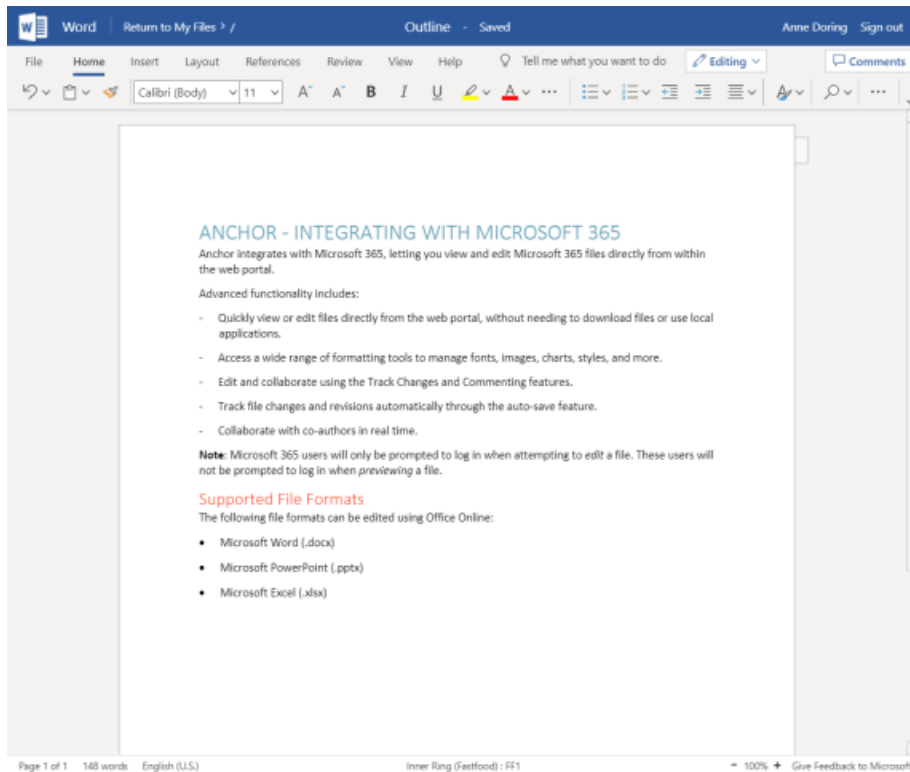 W Word Return to My Files > / Outline - Saved Anne Doring Sign out
File Home Insert Layout References Review View Help Tell me what you want to do Editing Comments
Calibri (Body) 11 A A B I U A
ANCHOR - INTEGRATING WITH MICROSOFT 365
Anchor integrates with Microsoft 365, letting you view and edit Microsoft 365 files directly from within
the web portal.
Advanced functionality includes:
- Quickly view or edit files directly from the web portal, without needing to download files or use local
applications.
- Access a wide range of formatting tools to manage fonts, images, charts, styles, and more.
- Edit and collaborate using the Track Changes and Commenting features.
- Track file changes and revisions automatically through the auto-save feature.
- Collaborate with co-authors in real time.
Note: Microsoft 365 users will only be prompted to log in when attempting to edit a file. These users will
not be prompted to log in when previewing a file.
Supported File Formats
The following file formats can be edited using Office Online:
• Microsoft Word (.docx)
• Microsoft PowerPoint (.pptx)
• Microsoft Excel (.xlsx)
Page 1 of 1 148 words English (U.S.) Inner Ring (Fastfood) : FF1 - 100% + Give Feedback to Microsoft